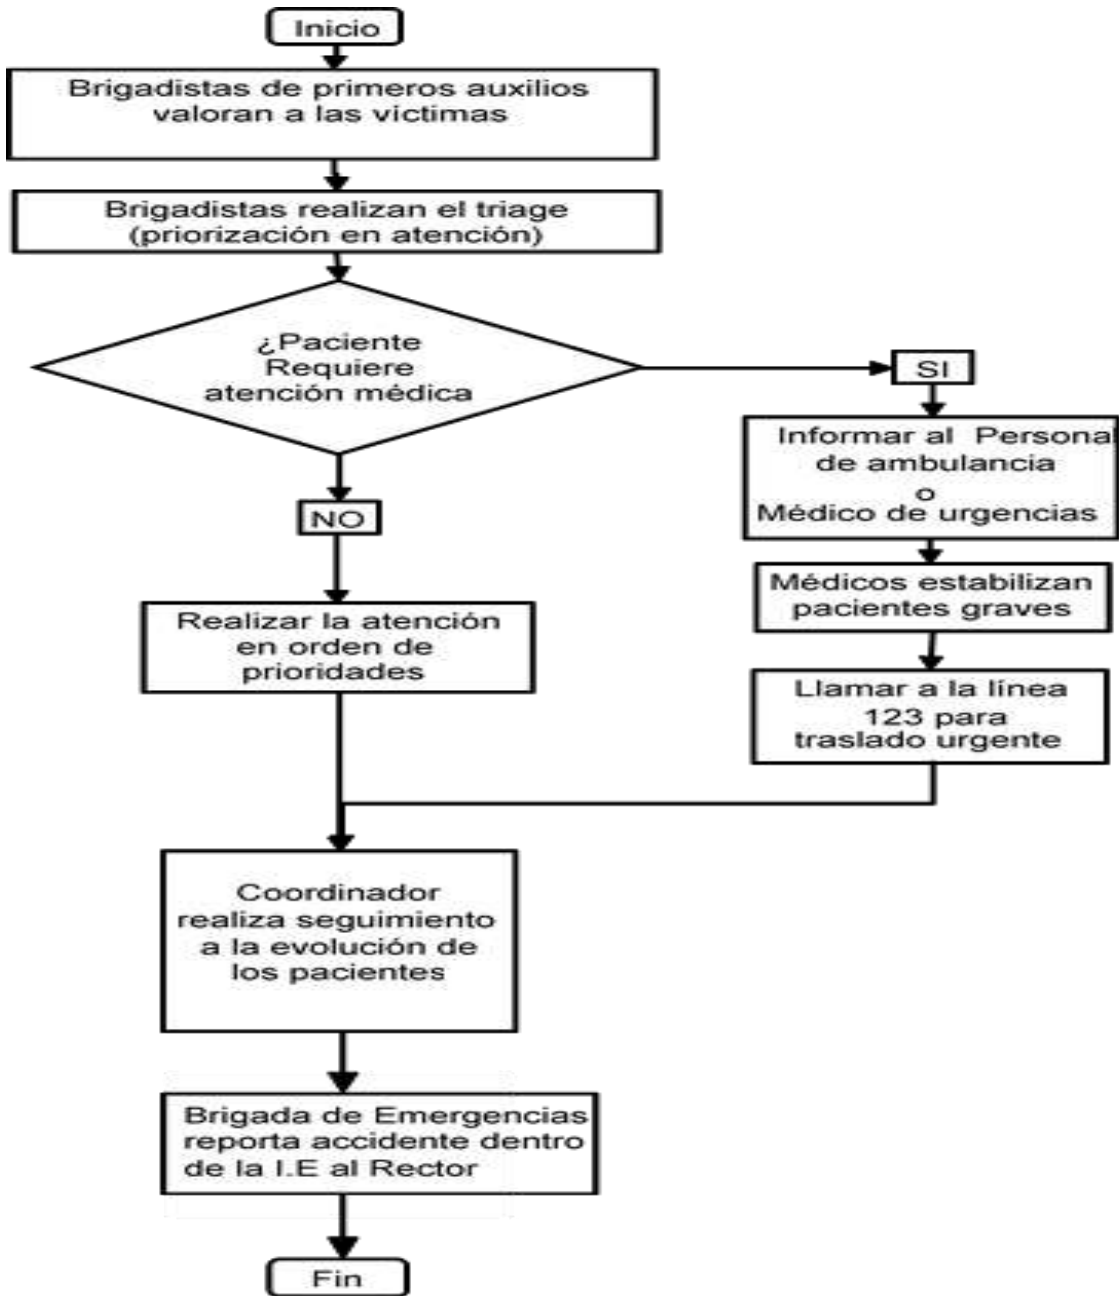 Inicio
Brigadistas de primeros auxilios
valoran a las victimas
Brigadistas realizan el triage
(priorización en atención)
¿Paciente
Requiere
atención médica
SI
Informar al Personal
de ambulancia
o
Médico de urgencias
Médicos estabilizan
pacientes graves
Llamar a la línea
123 para
traslado urgente
NO
Realizar la atención
en orden de
prioridades
Coordinador
realiza seguimiento
a la evolución de
los pacientes
Brigada de Emergencias
reporta accidente dentro
de la I.E al Rector
Fin